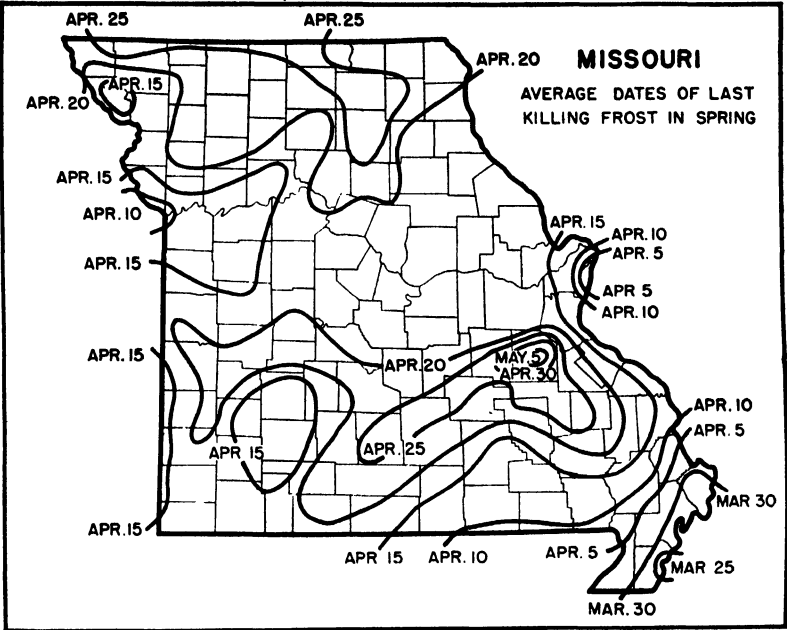 APR. 25
APR. 25
APR. 20
MISSOURI
AVERAGE DATES OF LAST
KILLING FROST IN SPRING
APR. 15
APR. 20
APR. 15
APR. 10
APR. 15
APR. 15
APR. 10
APR. 5
APR. 5
APR. 10
APR. 15
APR. 20
MAY. 5
APR. 30
APR. 10
APR. 5
APR. 25
APR 15
MAR 30
APR. 15
APR 15
APR. 10
APR. 5
MAR 25
MAR. 30